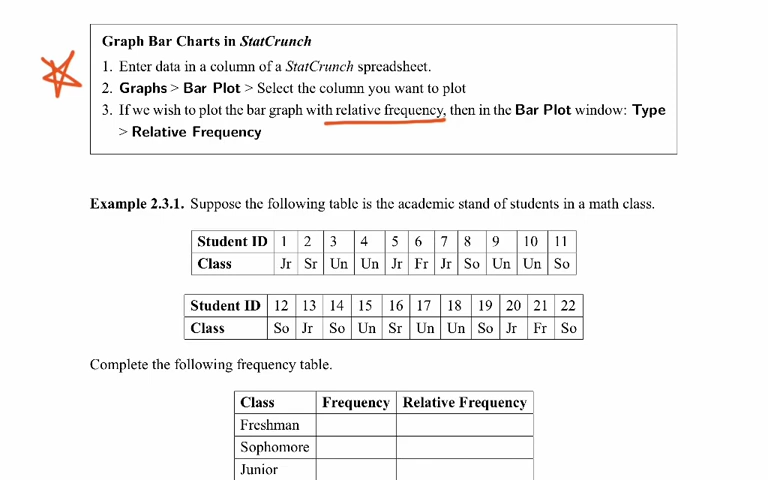 Graph Bar Charts in StatCrunch
1. Enter data in a column of a StatCrunch spreadsheet.
2. Graphs > Bar Plot > Select the column you want to plot
3. If we wish to plot the bar graph with relative frequency, then in the Bar Plot window: Type
> Relative Frequency
Example 2.3.1. Suppose the following table is the academic stand of students in a math class.
Student ID 1 2 3 4 5 6 7 8 9 10 11
Class Jr Sr Un Un Jr Fr Jr So Un Un So
Student ID 12 13 14 15 16 17 18 19 20 21 22
Class So Jr So Un Sr Un Un So Jr Fr So
Complete the following frequency table.
Class Frequency Relative Frequency
Freshman
Sophomore
Junior